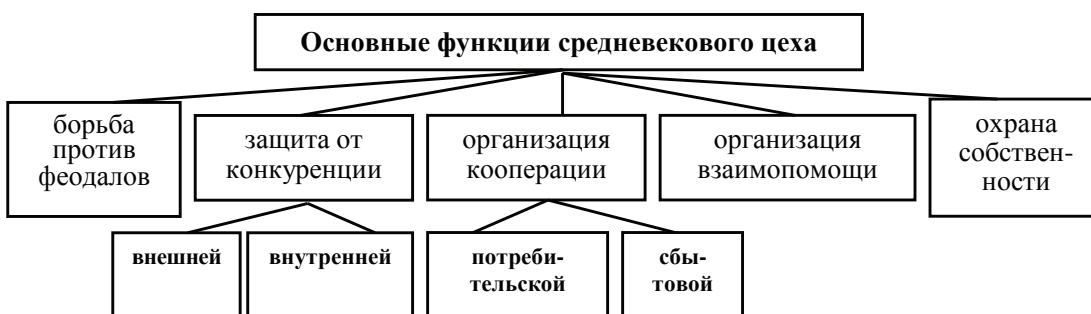 Основные функции средневекового цеха
борьба
против
феодалов
защита от
конкуренции
организация
кооперации
организация
взаимопомощи
охрана
собствен-
ности
внешней
внутренней
потреби-
тельской
сбы-
товой